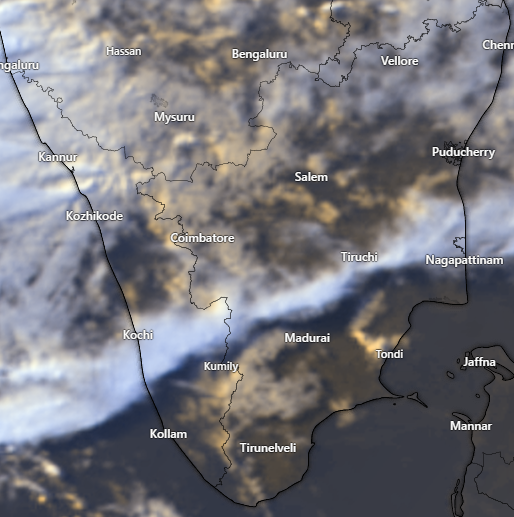 Hassan
Bengaluru
Chenn
Vellore
ngaluru
Mysuru
Kannur
Puducherry
Salem
Kozhikode
Coimbatore
Tiruchi
Nagapattinam
Kochi
Madurai
Tondi
Jaffna
Kumily
Mannar
Kollam
Tirunelveli